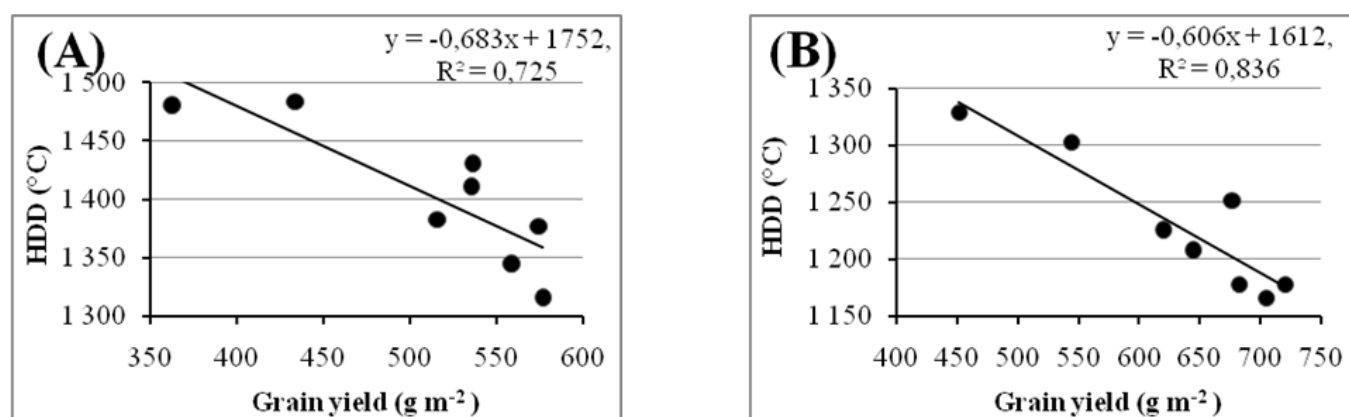 (A)
y = -0,683x + 1752,
R² = 0,725
HDD (°C)
1 500
1 450
1 400
1 350
1 300
350 400 450 500 550 600
Grain yield (g m⁻² )
(B)
y = -0,606x + 1612,
R² = 0,836
HDD (°C)
1 350
1 300
1 250
1 200
1 150
400 450 500 550 600 650 700 750
Grain yield (g m⁻² )